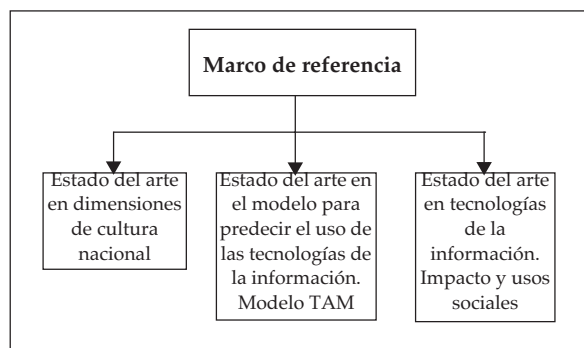 Marco de referencia
Estado del arte
en dimensiones
de cultura
nacional
Estado del arte en
el modelo para
predecir el uso de
las tecnologías de
la información.
Modelo TAM
Estado del arte
en tecnologías
de la
información.
Impacto y usos
sociales